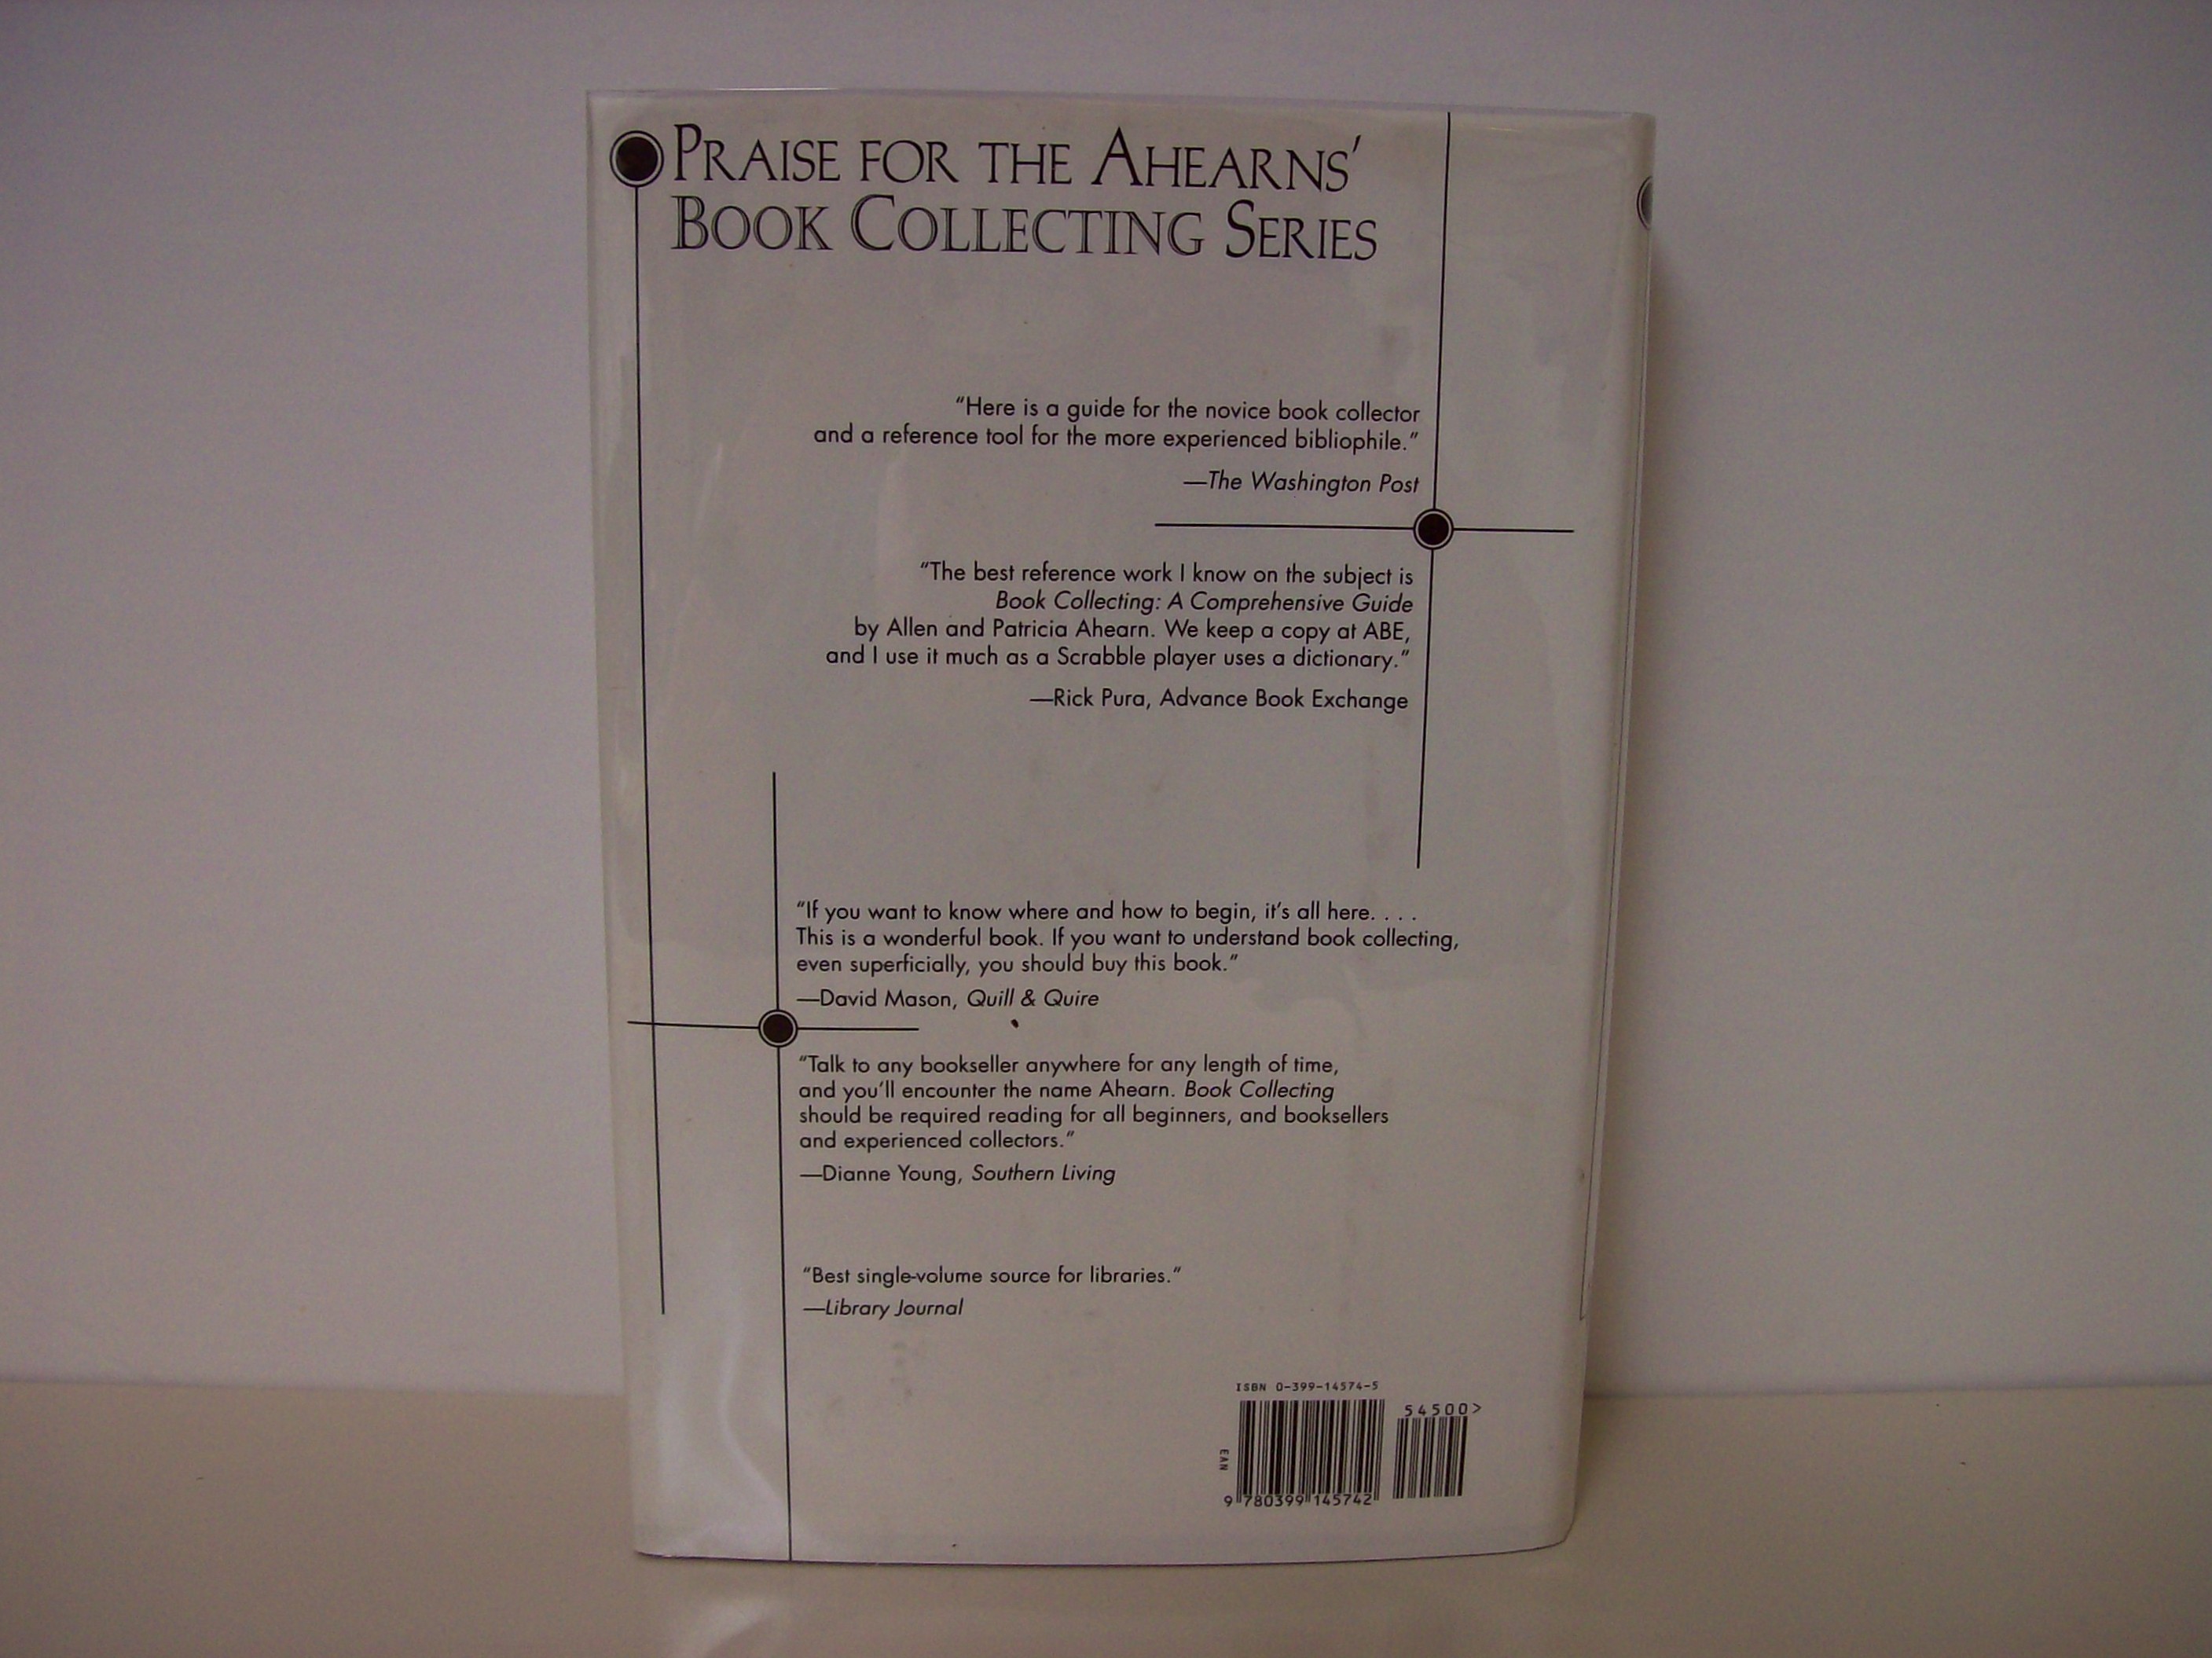 PRAISE FOR THE AHEARNS'
BOOK COLLECTING SERIES
“Here is a guide for the novice book collector
and a reference tool for the more experienced bibliophile.”
—The Washington Post
“The best reference work I know on the subject is
Book Collecting: A Comprehensive Guide
by Allen and Patricia Ahearn. We keep a copy at ABE,
and I use it much as a Scrabble player uses a dictionary.”
—Rick Pura, Advance Book Exchange
“If you want to know where and how to begin, it’s all here. . . .
This is a wonderful book. If you want to understand book collecting,
even superficially, you should buy this book.”
—David Mason, Quill & Quire
“Talk to any bookseller anywhere for any length of time,
and you’ll encounter the name Ahearn. Book Collecting
should be required reading for all beginners, and booksellers
and experienced collectors.”
—Dianne Young, Southern Living
“Best single-volume source for libraries.”
—Library Journal
ISBN 0-399-14574-5
54500>
EAN
9 780399 145742